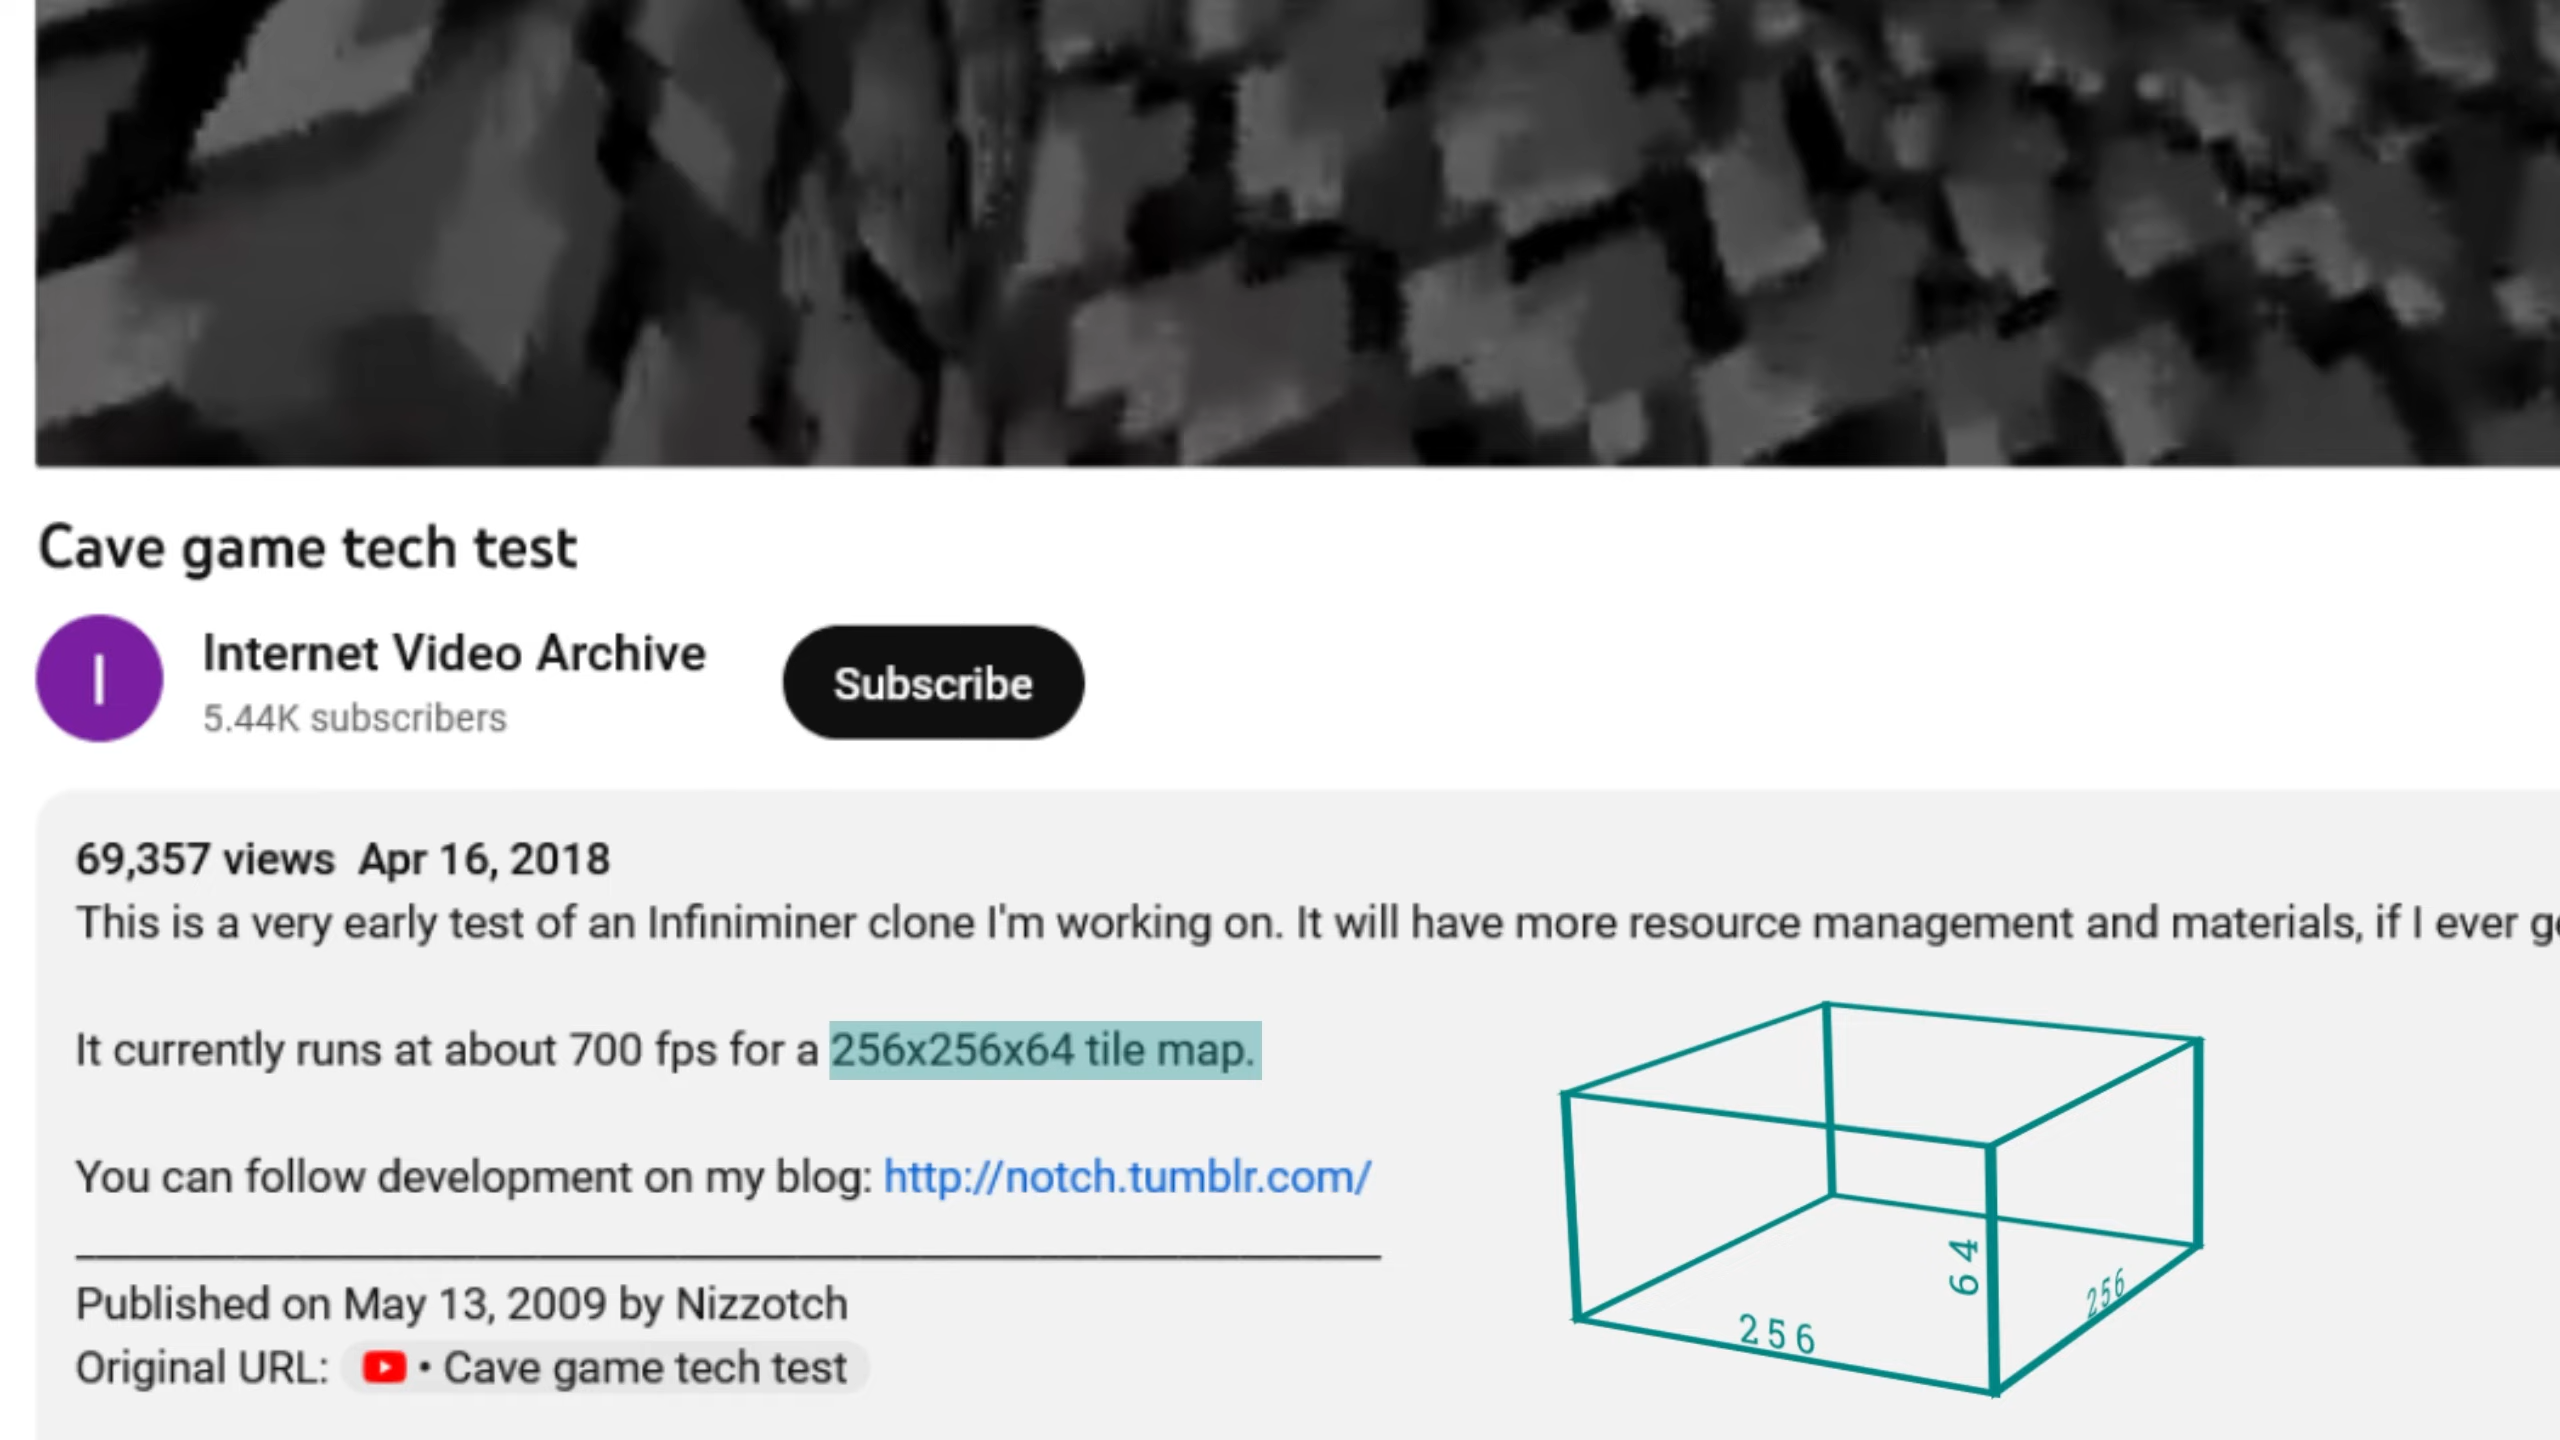 Cave game tech test
I
Internet Video Archive
Subscribe
5.44K subscribers
69,357 views Apr 16, 2018
This is a very early test of an Infiniminer clone I'm working on. It will have more resource management and materials, if I ever
It currently runs at about 700 fps for a 256x256x64 tile map.
You can follow development on my blog: http://notch.tumblr.com/
Published on May 13, 2009 by Nizzotch
Original URL: • Cave game tech test
64
256
256